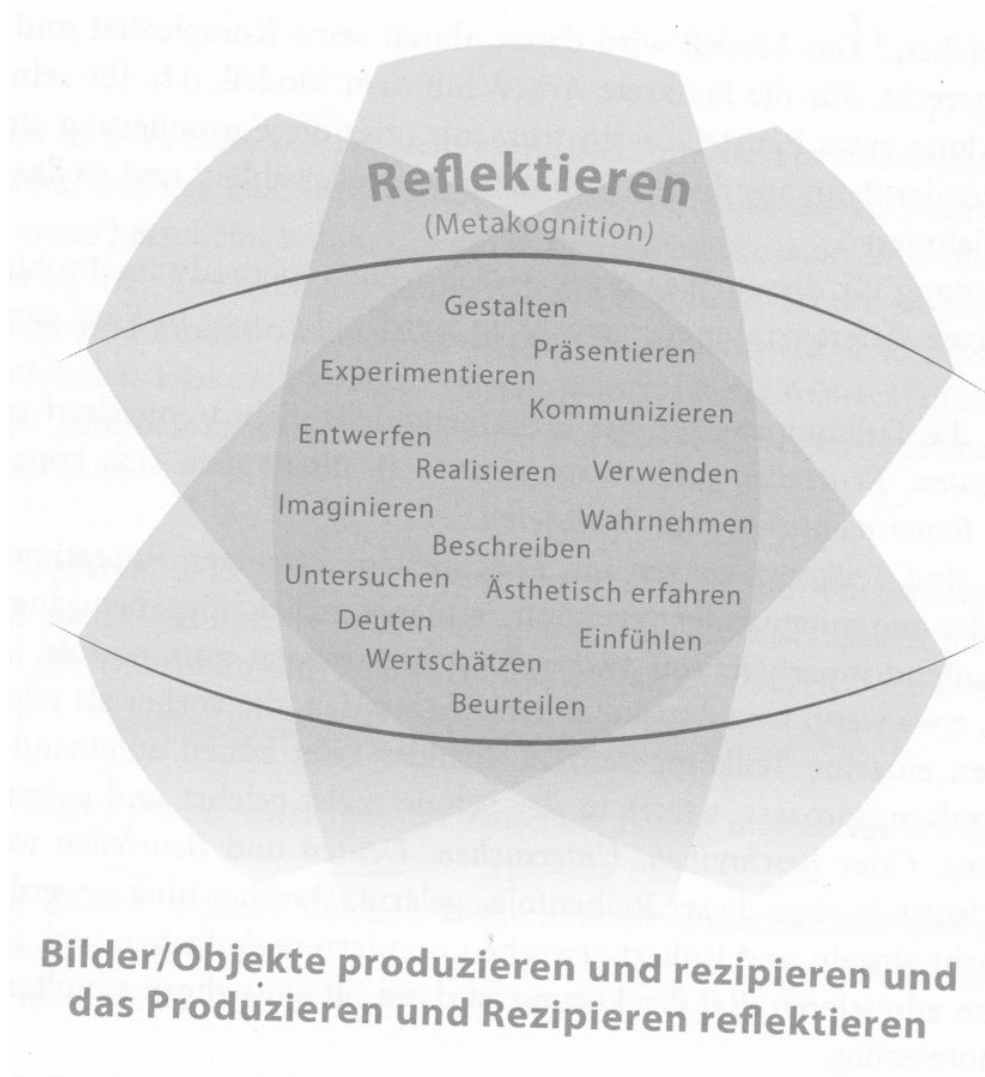 Reflektieren
(Metakognition)
Gestalten
Präsentieren
Experimentieren
Kommunizieren
Entwerfen
Realisieren Verwenden
Imaginieren
Wahrnehmen
Beschreiben
Untersuchen
Ästhetisch erfahren
Deuten
Einfühlen
Wertschätzen
Beurteilen
Bilder/Objekte produzieren und rezipieren und
das Produzieren und Rezipieren reflektieren